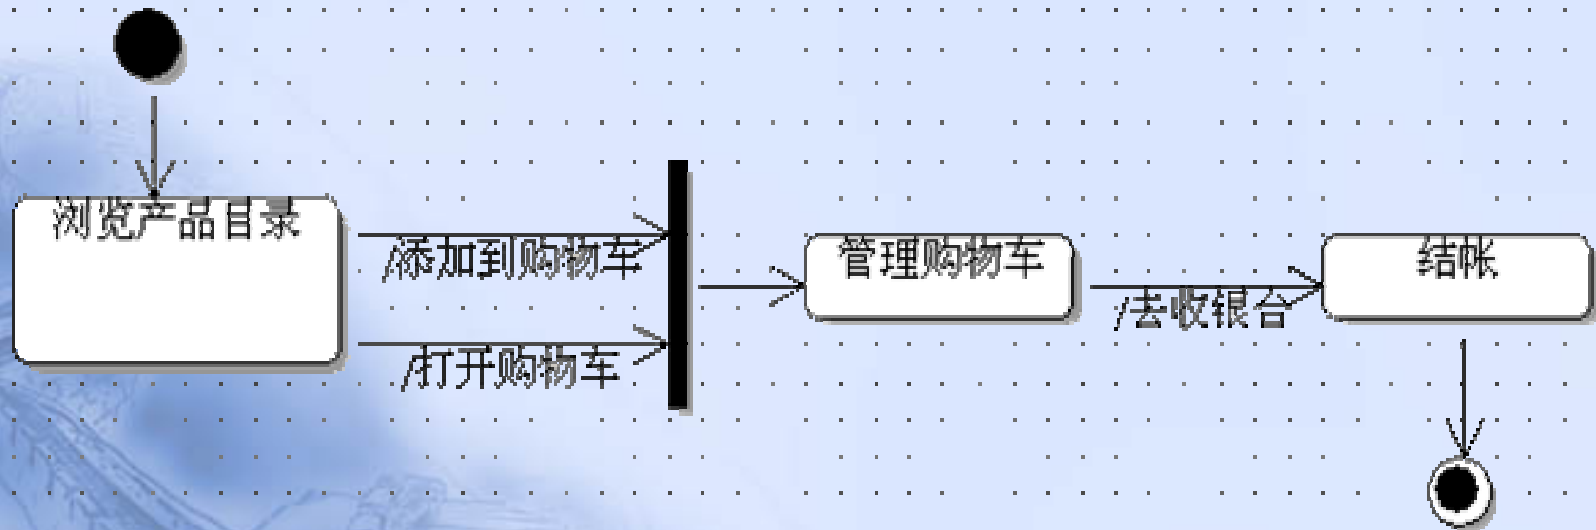 浏览产品目录
/添加到购物车
/打开购物车
管理购物车
/去收银台
结帐